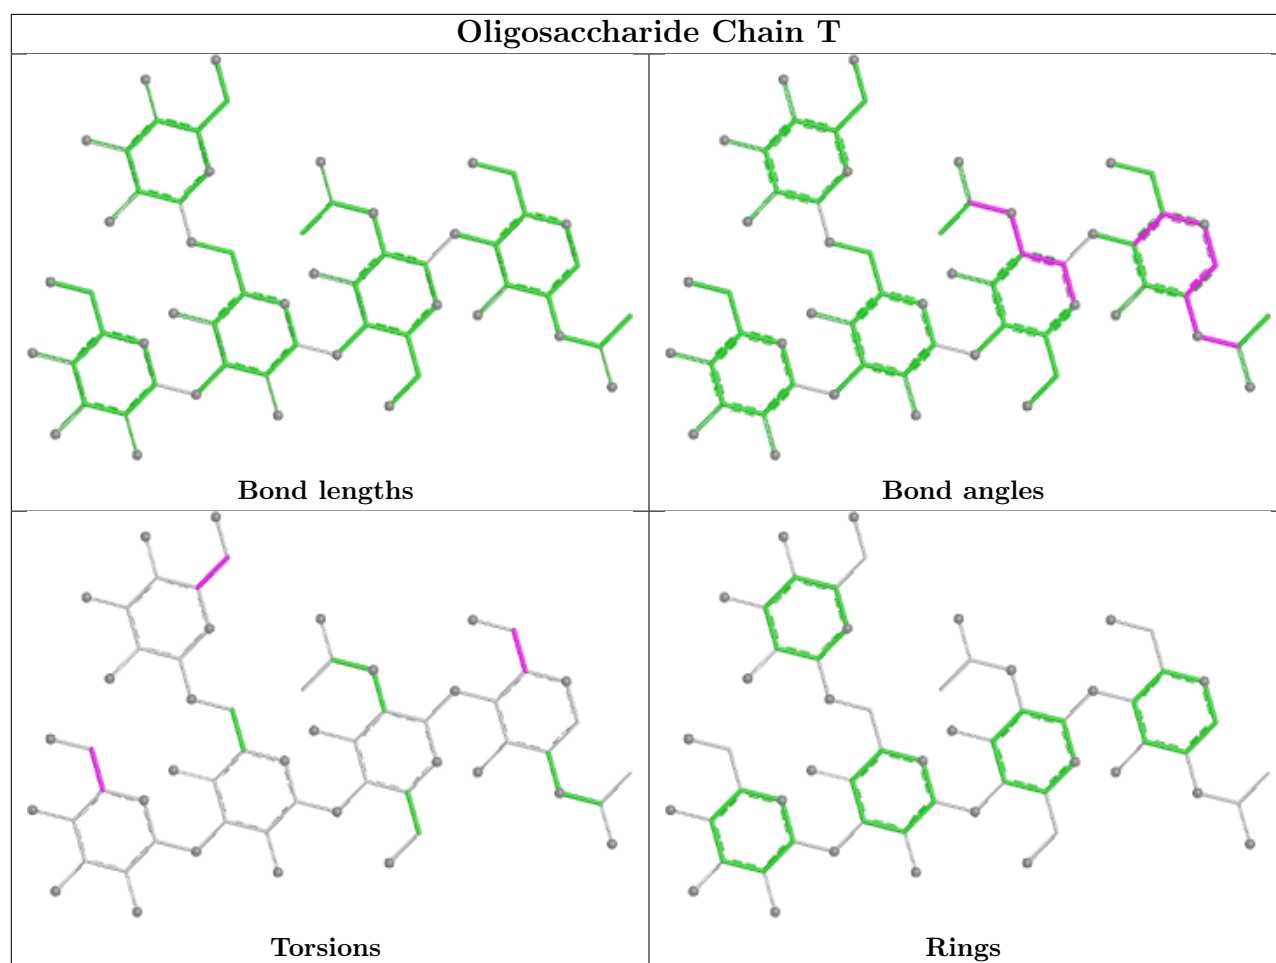 Oligosaccharide Chain T
Bond lengths
Bond angles
Torsions
Rings